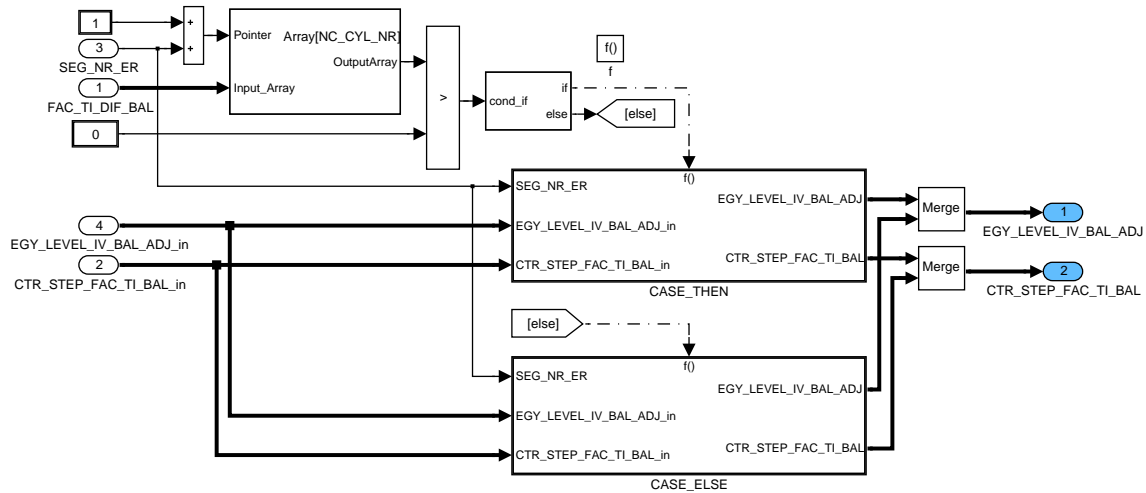 1
+
+
3
SEG_NR_ER
1
FAC_TI_DIF_BAL
0
Pointer
Array[NC_CYL_NR]
OutputArray
Input_Array
>
cond_if
if
else
f()
f
[else]
f()
SEG_NR_ER
EGY_LEVEL_IV_BAL_ADJ_in
CTR_STEP_FAC_TI_BAL_in
EGY_LEVEL_IV_BAL_ADJ
CTR_STEP_FAC_TI_BAL
CASE_THEN
4
EGY_LEVEL_IV_BAL_ADJ_in
2
CTR_STEP_FAC_TI_BAL_in
Merge
1
EGY_LEVEL_IV_BAL_ADJ
Merge
2
CTR_STEP_FAC_TI_BAL
[else]
f()
SEG_NR_ER
EGY_LEVEL_IV_BAL_ADJ_in
CTR_STEP_FAC_TI_BAL_in
EGY_LEVEL_IV_BAL_ADJ
CTR_STEP_FAC_TI_BAL
CASE_ELSE